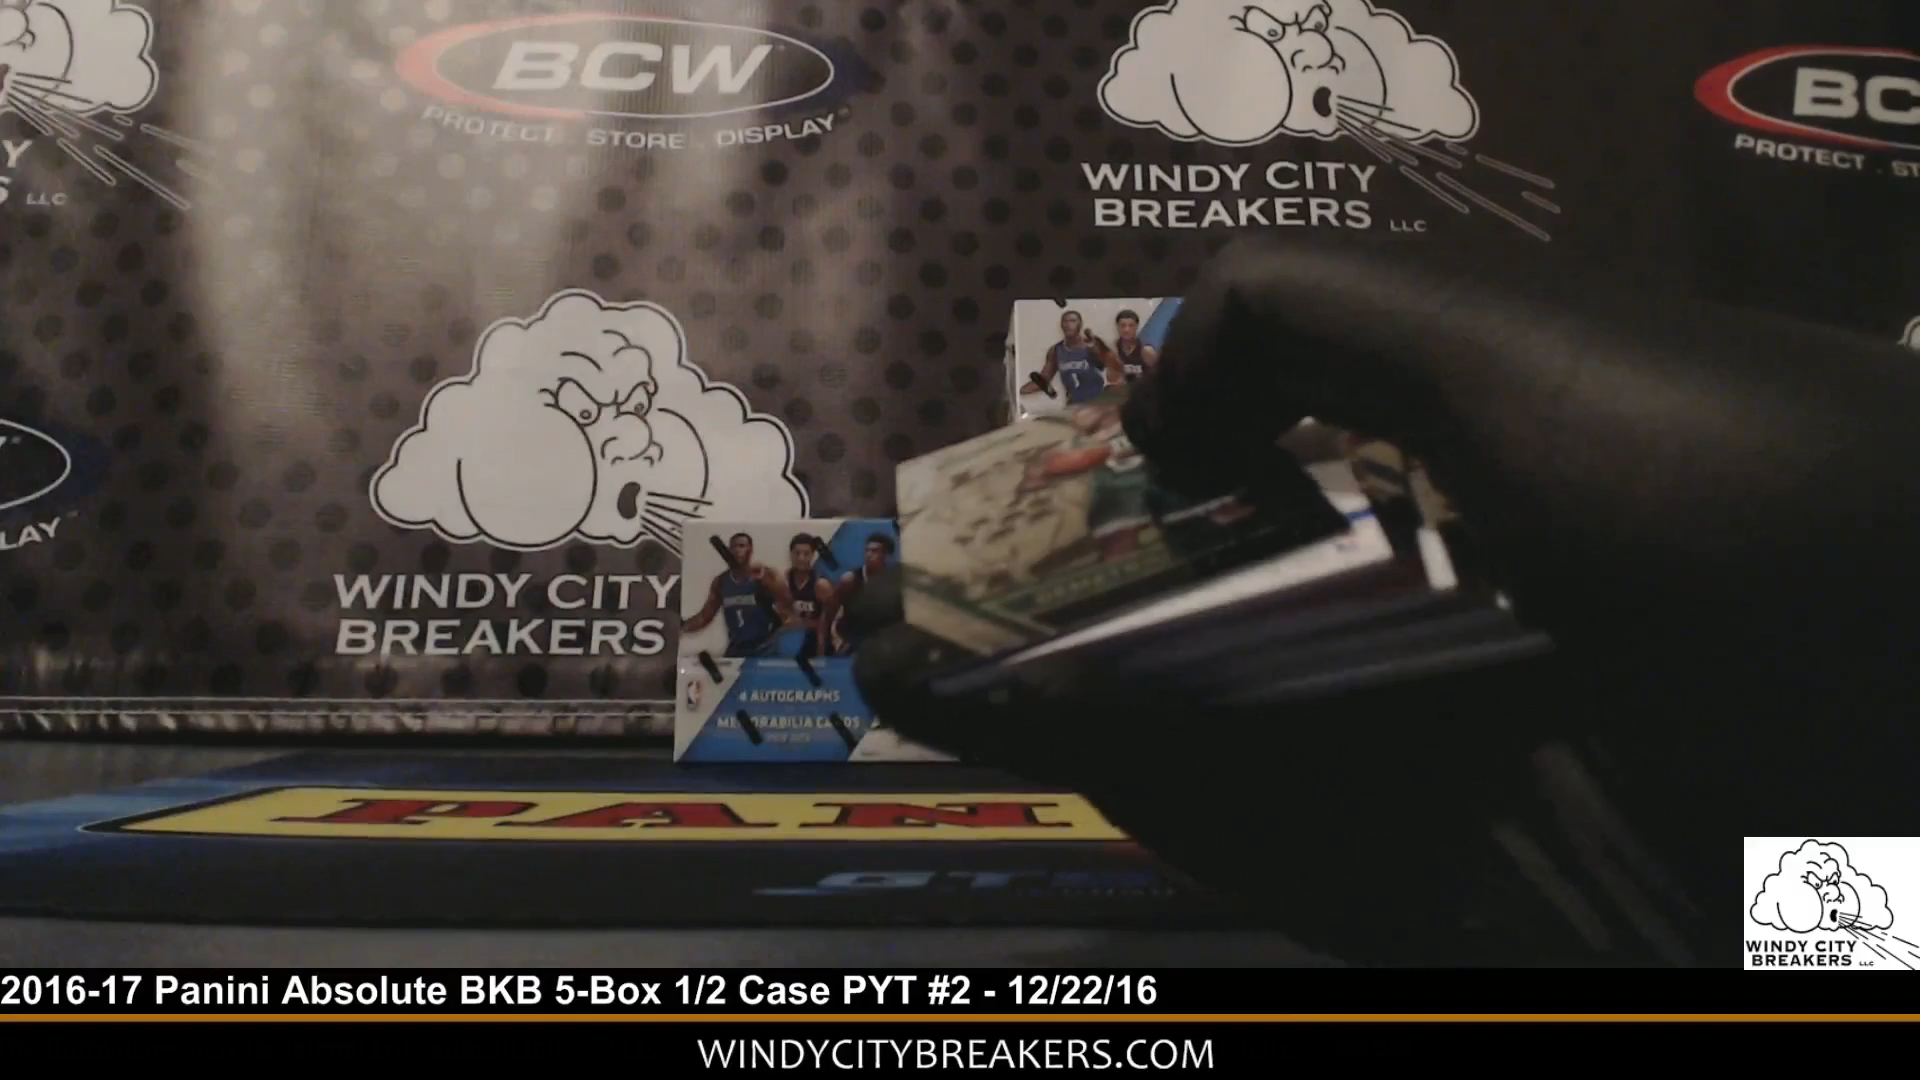 BCW
PROTECT . STORE . DISPLAY
WINDY CITY
BREAKERS LLC
BC
PROTECT . ST
Y
S LLC
WINDY CITY
BREAKERS
LAY
4 AUTOGRAPHS
PAN
WINDY CITY
BREAKERS LLC
2016-17 Panini Absolute BKB 5-Box 1/2 Case PYT #2 - 12/22/16
WINDYCITYBREAKERS.COM